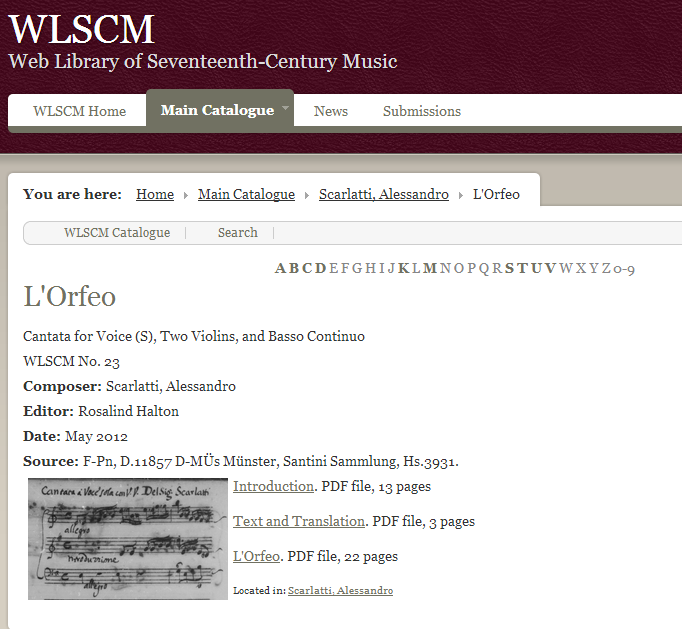 WLSCM
Web Library of Seventeenth-Century Music
WLSCM Home Main Catalogue News Submissions
You are here: Home Main Catalogue Scarlatti, Alessandro L'Orfeo
WLSCM Catalogue Search
A B C D E F G H I J K L M N O P Q R S T U V W X Y Z 0-9
L'Orfeo
Cantata for Voice (S), Two Violins, and Basso Continuo
WLSCM No. 23
Composer: Scarlatti, Alessandro
Editor: Rosalind Halton
Date: May 2012
Source: F-Pn, D.11857 D-MÜs Münster, Santini Sammlung, Hs.3931.
Cantata à Voce sola con VV. Del Sig. Scarlatti
allegro
allegro
Introduction. PDF file, 13 pages
Text and Translation. PDF file, 3 pages
L'Orfeo. PDF file, 22 pages
Located in: Scarlatti, Alessandro